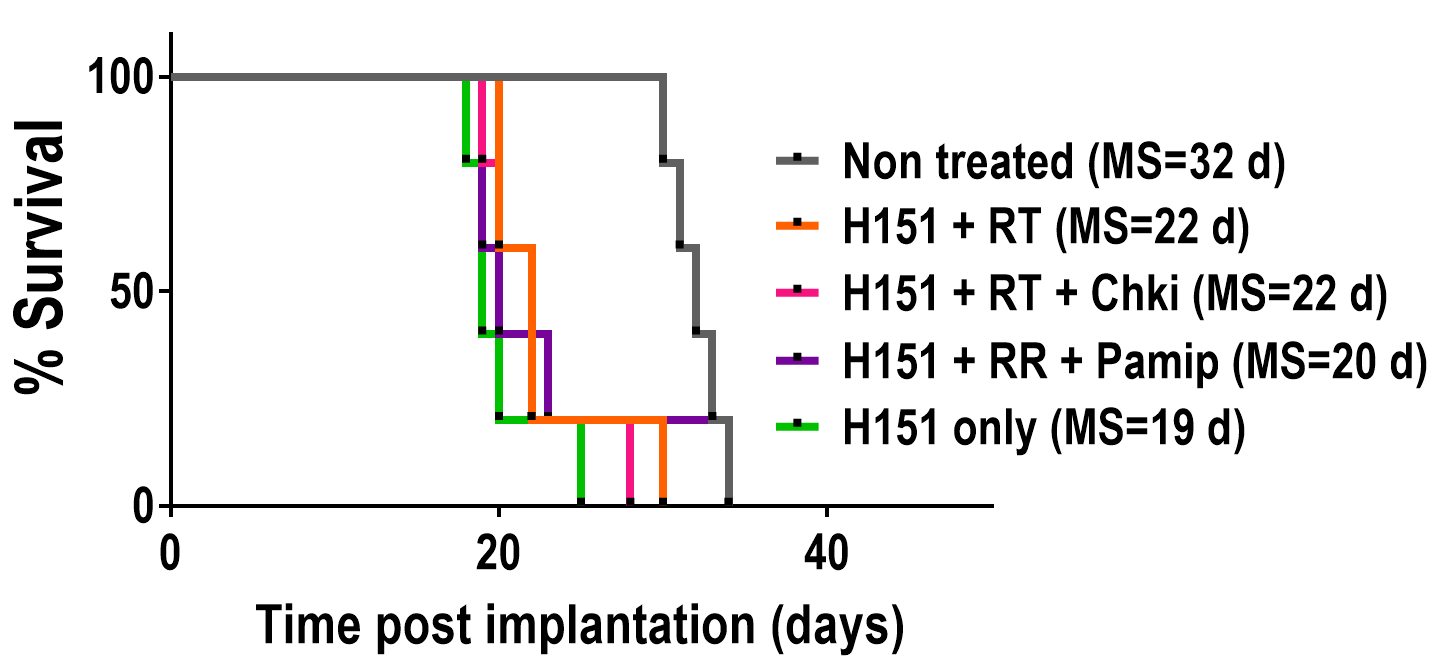 % Survival
100
50
0
0 20 40
Time post implantation (days)
Non treated (MS=32 d)
H151 + RT (MS=22 d)
H151 + RT + Chki (MS=22 d)
H151 + RR + Pamip (MS=20 d)
H151 only (MS=19 d)